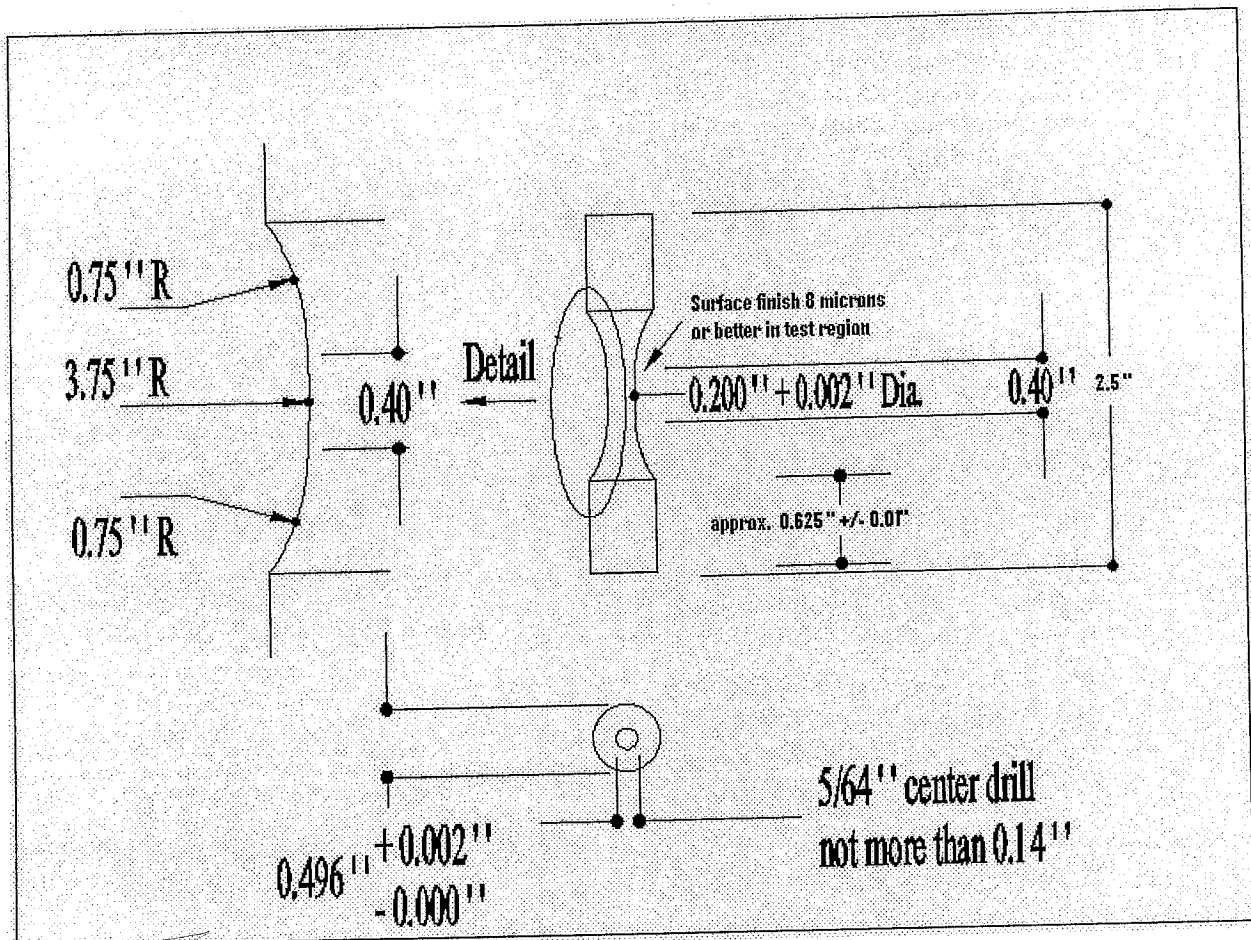 0.75" R
3.75" R
0.75" R
0.40"
Detail
Surface finish 8 microns
or better in test region
0.200" + 0.002" Dia.
0.40"
2.5"
approx. 0.625" +/- 0.01"
0.496" + 0.002"
- 0.000"
5/64" center drill
not more than 0.14"